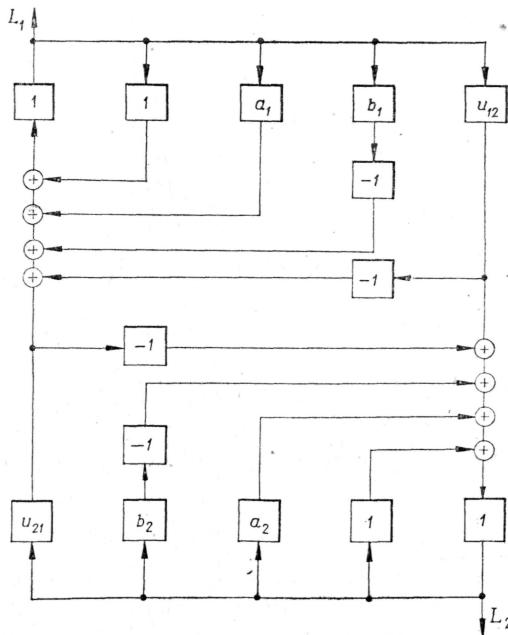 L₁
1 1 a₁ b₁ u₁₂
+ -1
+
+
+ -1
-1 +
+
+
-1 +
u₂₁ b₂ a₂ 1 1
L₂